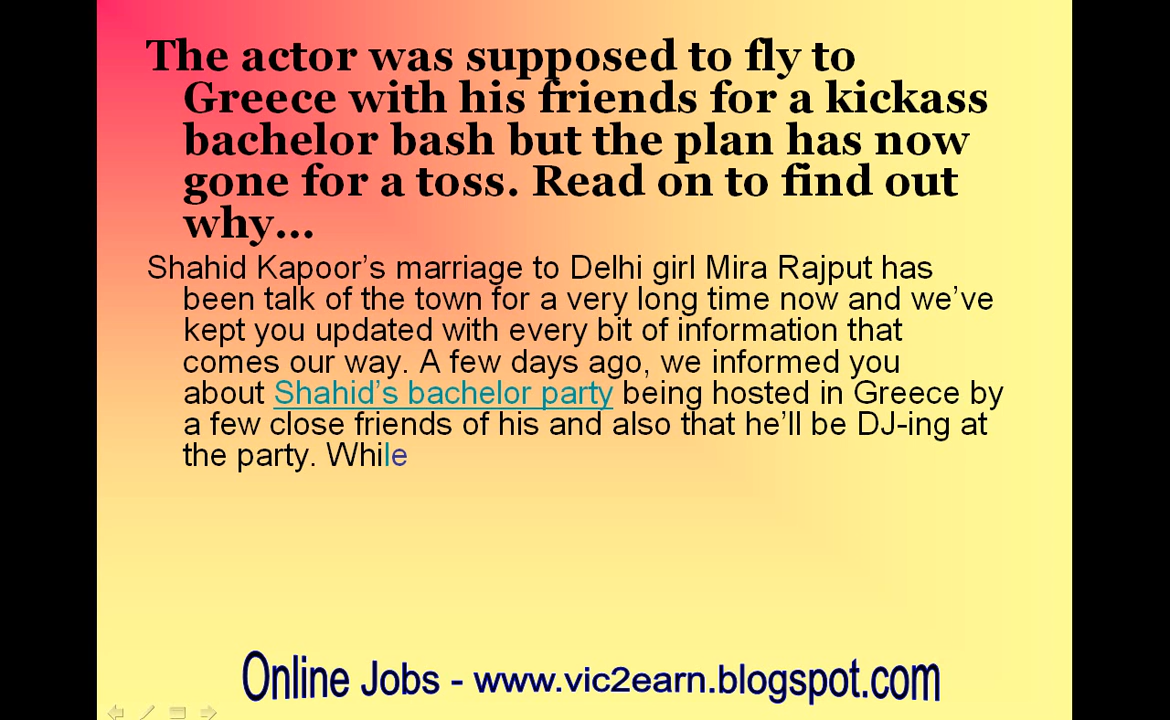 The actor was supposed to fly to
Greece with his friends for a kickass
bachelor bash but the plan has now
gone for a toss. Read on to find out
why…
Shahid Kapoor’s marriage to Delhi girl Mira Rajput has
been talk of the town for a very long time now and we’ve
kept you updated with every bit of information that
comes our way. A few days ago, we informed you
about Shahid’s bachelor party being hosted in Greece by
a few close friends of his and also that he’ll be DJ-ing at
the party. While
Online Jobs - www.vic2earn.blogspot.com